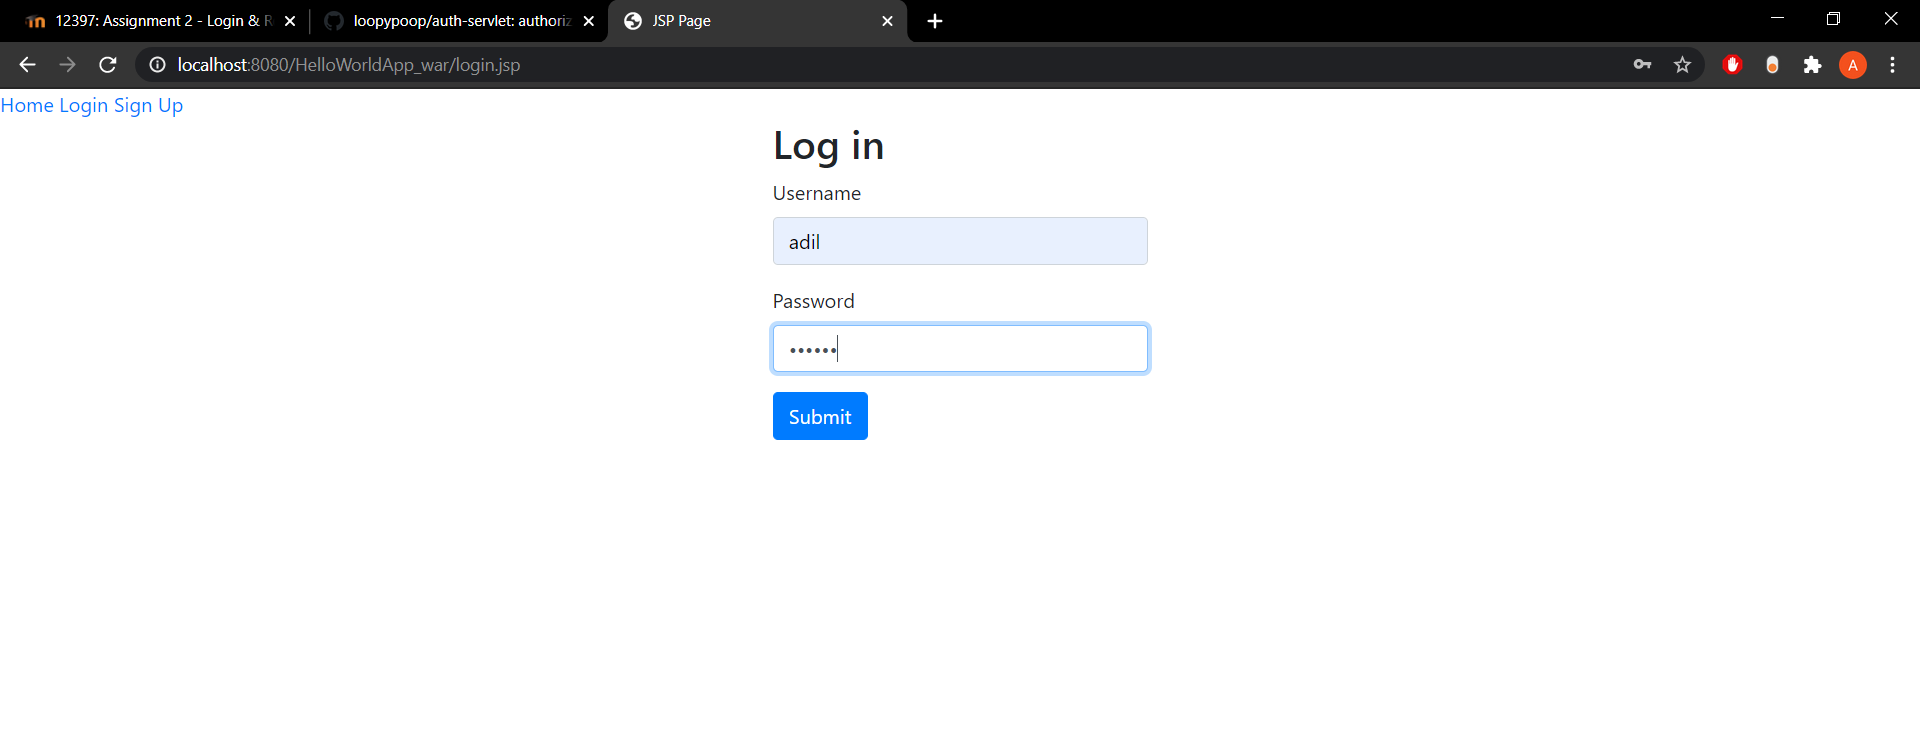 12397: Assignment 2 - Login & R
loopypoop/auth-servlet: authoriz
JSP Page
localhost:8080/HelloWorldApp_war/login.jsp
A
Home Login Sign Up
Log in
Username
adil
Password
••••••
Submit